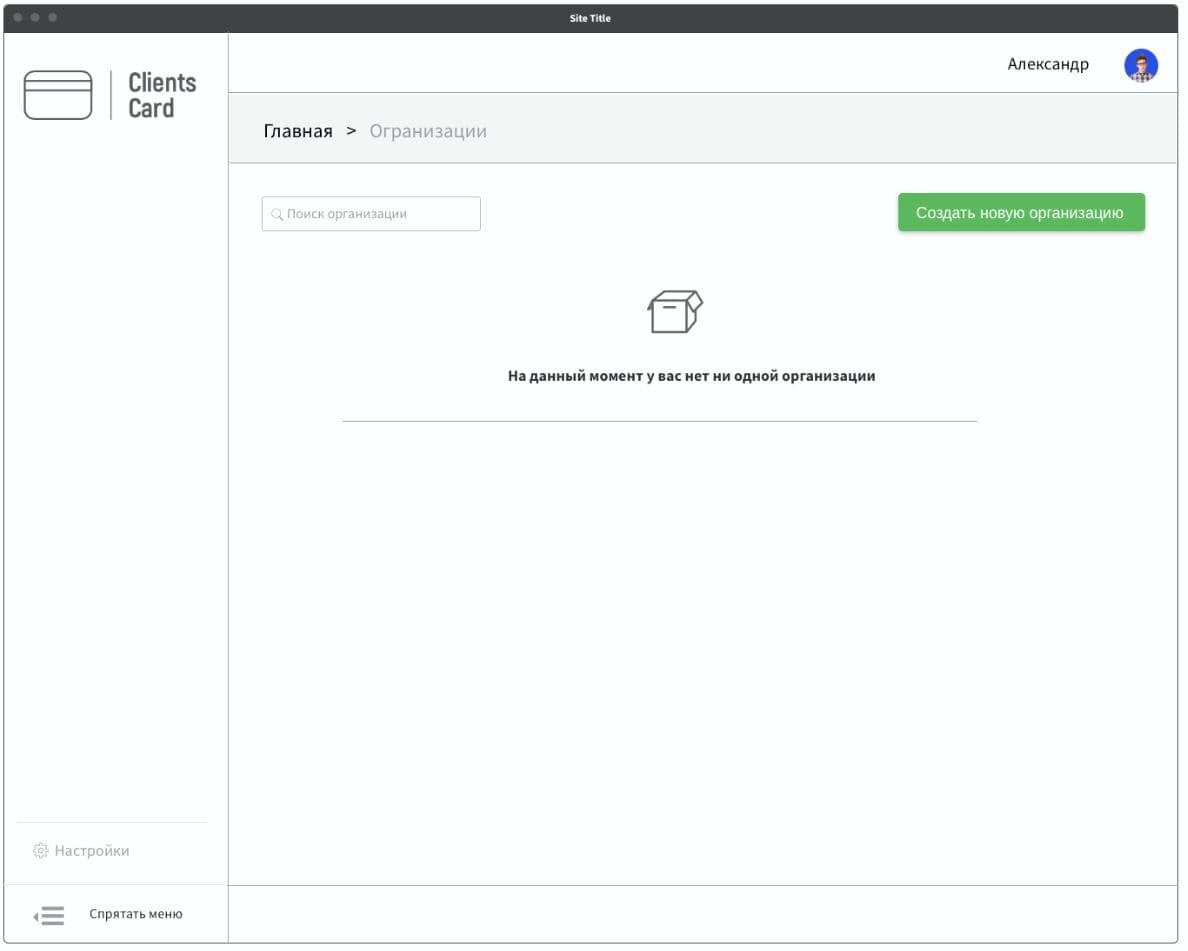 Site Title
Clients
Card
Александр
Главная > Огранизации
Поиск организации
Создать новую организацию
На данный момент у вас нет ни одной организации
Настройки
Спрятать меню